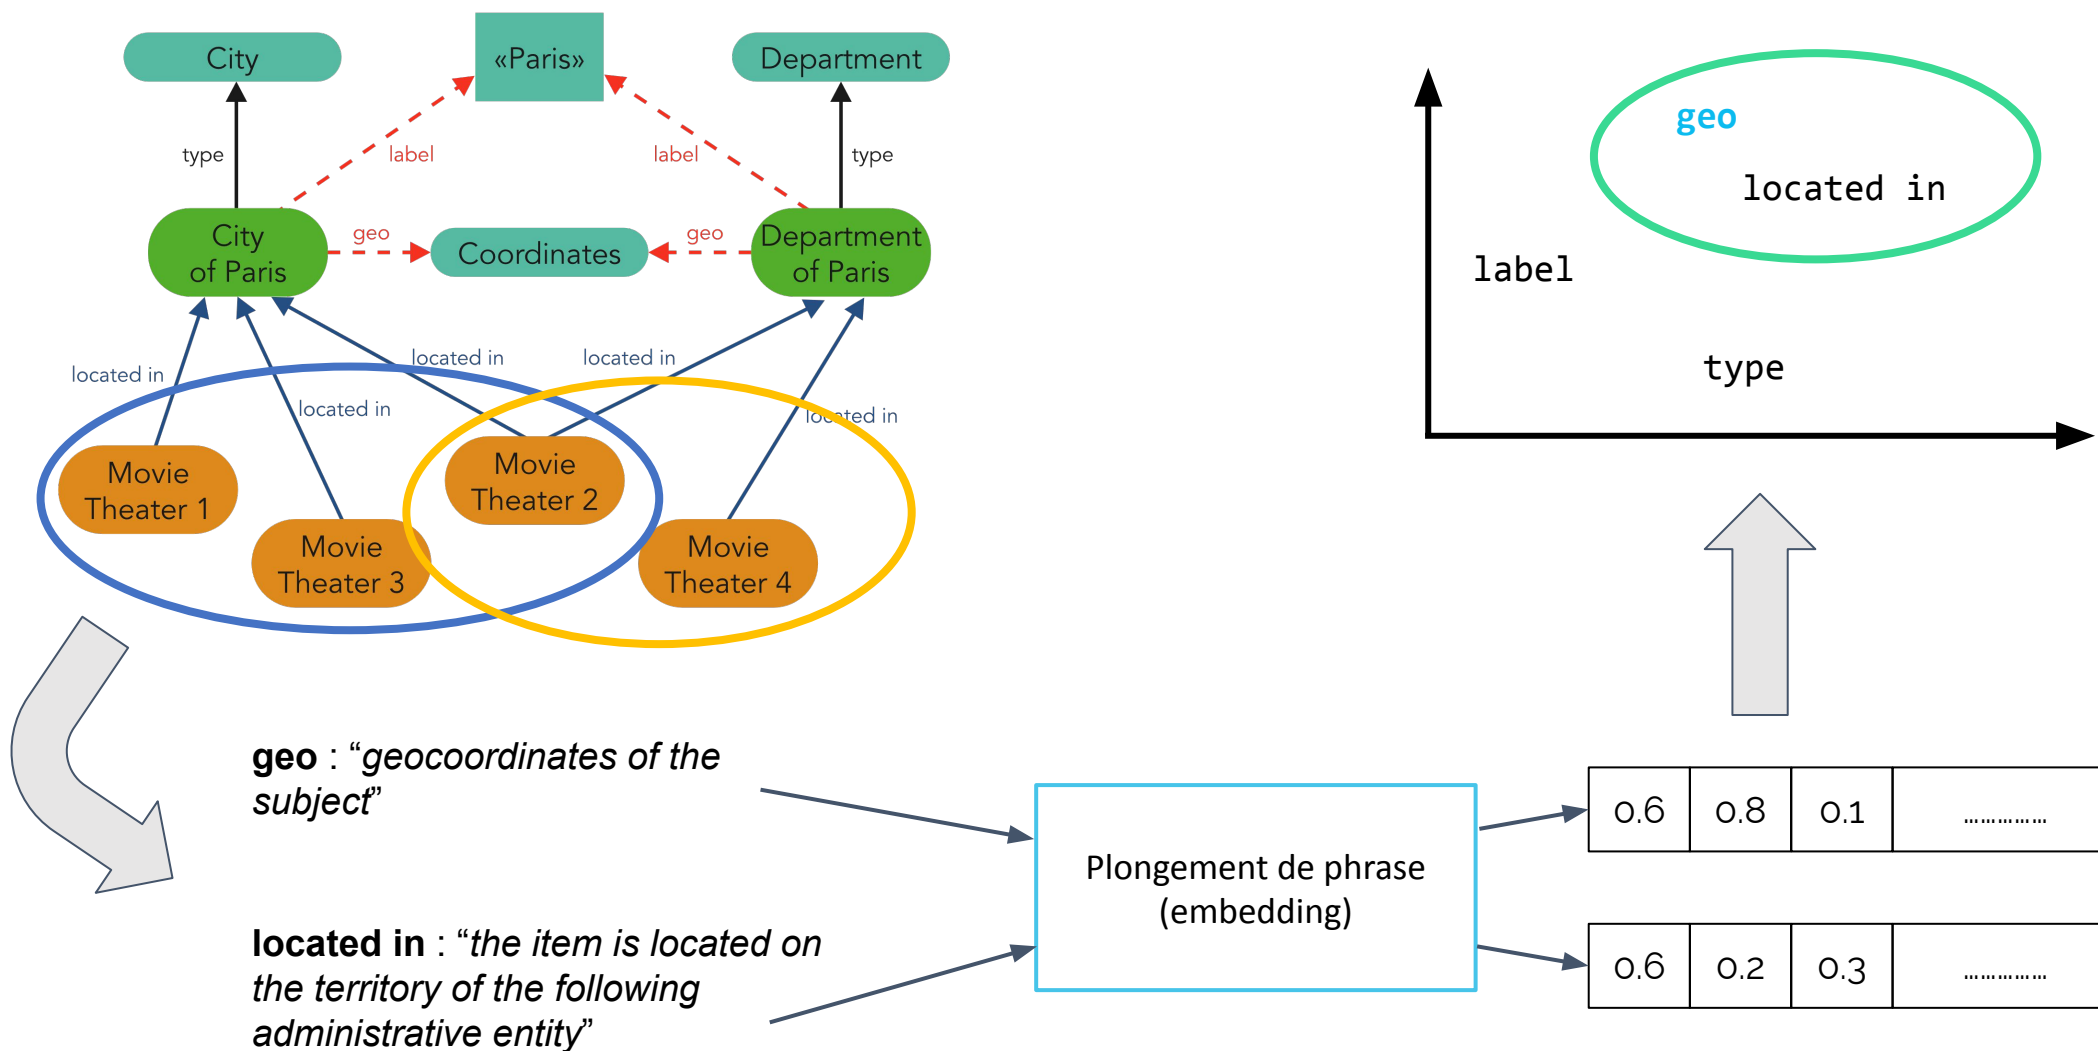 City
«Paris»
Department
type
label
label
type
City
of Paris
geo
Coordinates
geo
Department
of Paris
located in
located in
located in
located in
located in
Movie
Theater 1
Movie
Theater 2
Movie
Theater 3
Movie
Theater 4
geo
located in
label
type
geo : “geocoordinates of the
subject”
located in : “the item is located on
the territory of the following
administrative entity”
Plongement de phrase
(embedding)
0.6 0.8 0.1 ...............
0.6 0.2 0.3 ...............